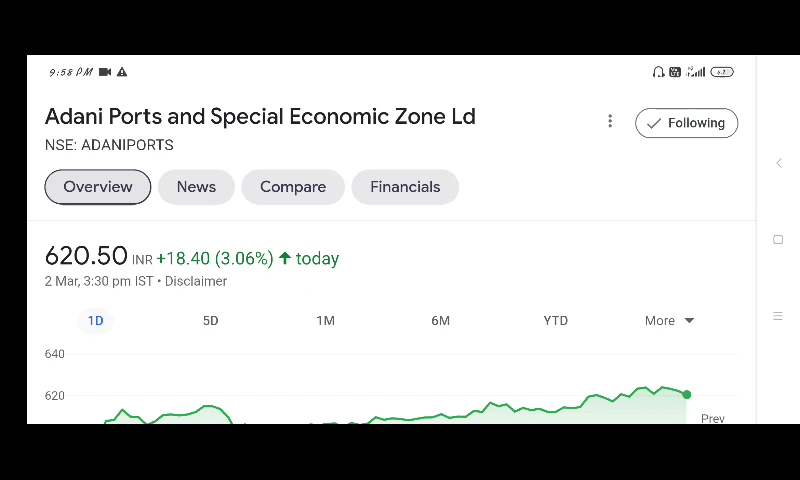 9:58 PM
Adani Ports and Special Economic Zone Ld
Following
NSE: ADANIPORTS
Overview News Compare Financials
620.50 INR +18.40 (3.06%) ↑ today
2 Mar, 3:30 pm IST • Disclaimer
1D 5D 1M 6M YTD More
640
620
Prev